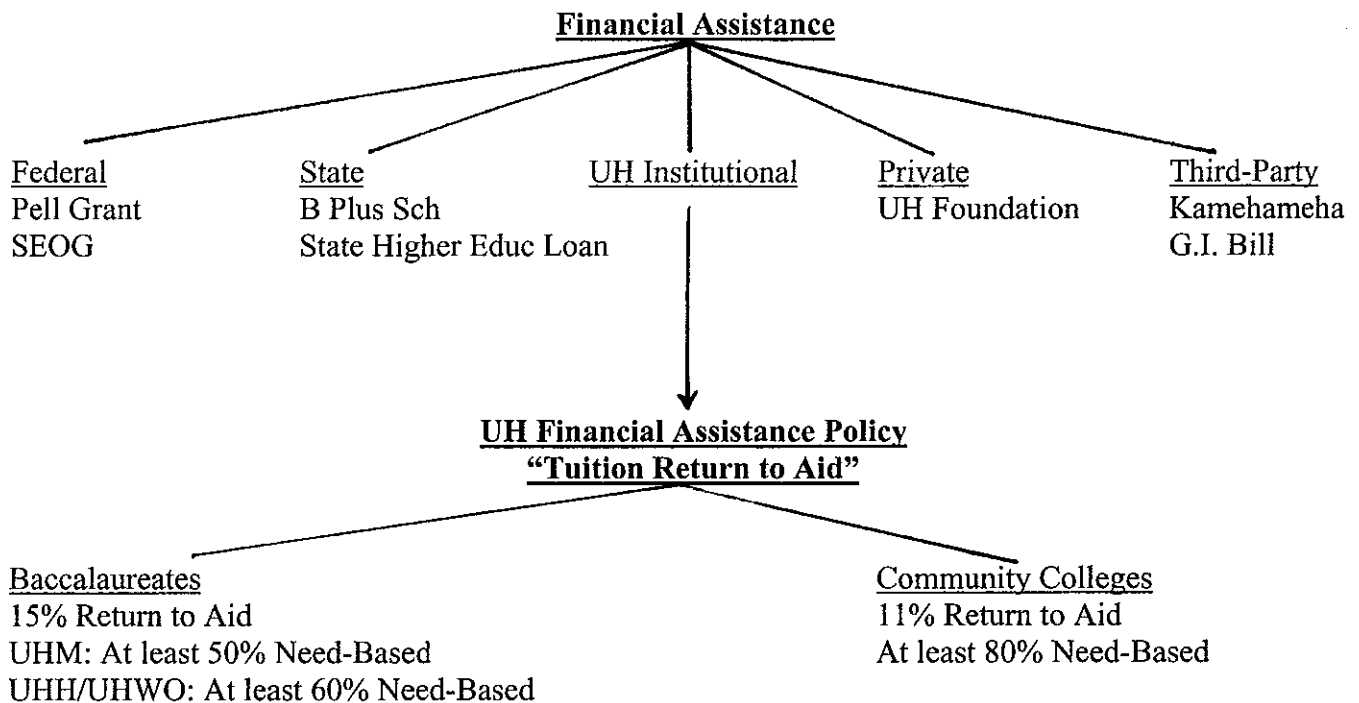 Financial Assistance
Federal
Pell Grant
SEOG
State
B Plus Sch
State Higher Educ Loan
UH Institutional
Private
UH Foundation
Third-Party
Kamehameha
G.I. Bill
UH Financial Assistance Policy
“Tuition Return to Aid”
Baccalaureates
15% Return to Aid
UHM: At least 50% Need-Based
UHH/UHWO: At least 60% Need-Based
Community Colleges
11% Return to Aid
At least 80% Need-Based